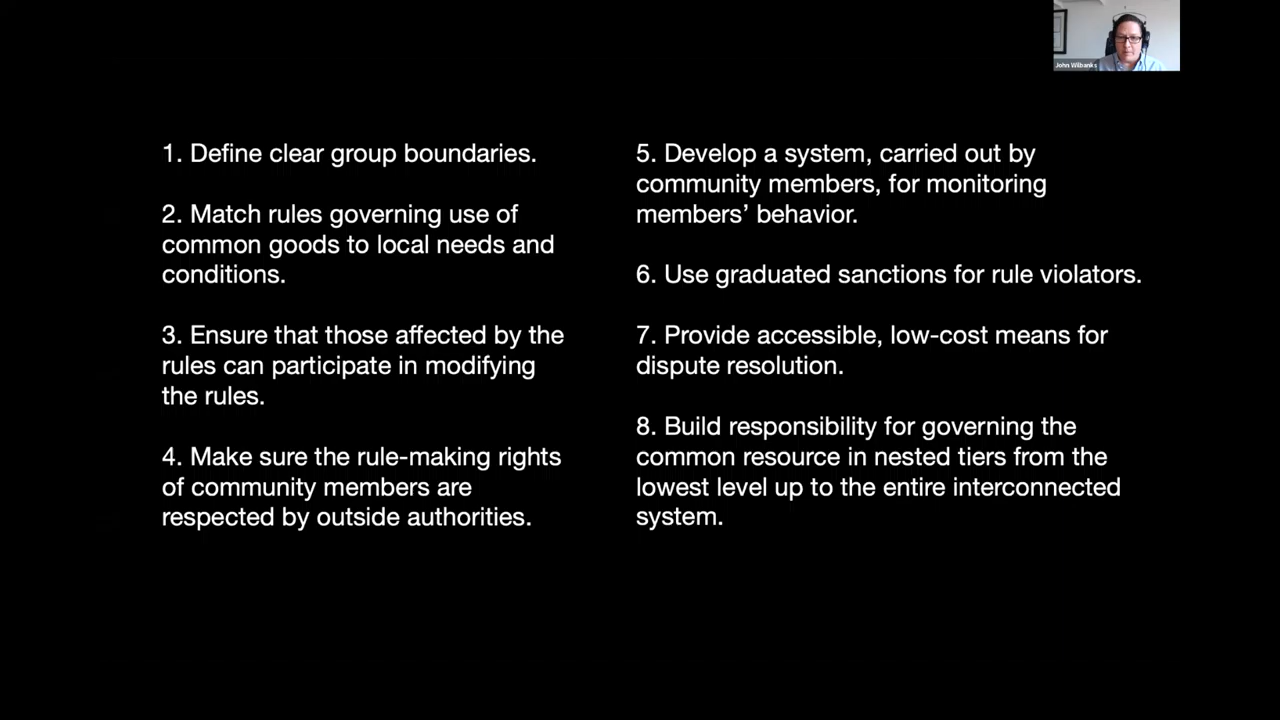 John Wilbanks
1. Define clear group boundaries.
2. Match rules governing use of
common goods to local needs and
conditions.
3. Ensure that those affected by the
rules can participate in modifying
the rules.
4. Make sure the rule-making rights
of community members are
respected by outside authorities.
5. Develop a system, carried out by
community members, for monitoring
members’ behavior.
6. Use graduated sanctions for rule violators.
7. Provide accessible, low-cost means for
dispute resolution.
8. Build responsibility for governing the
common resource in nested tiers from the
lowest level up to the entire interconnected
system.